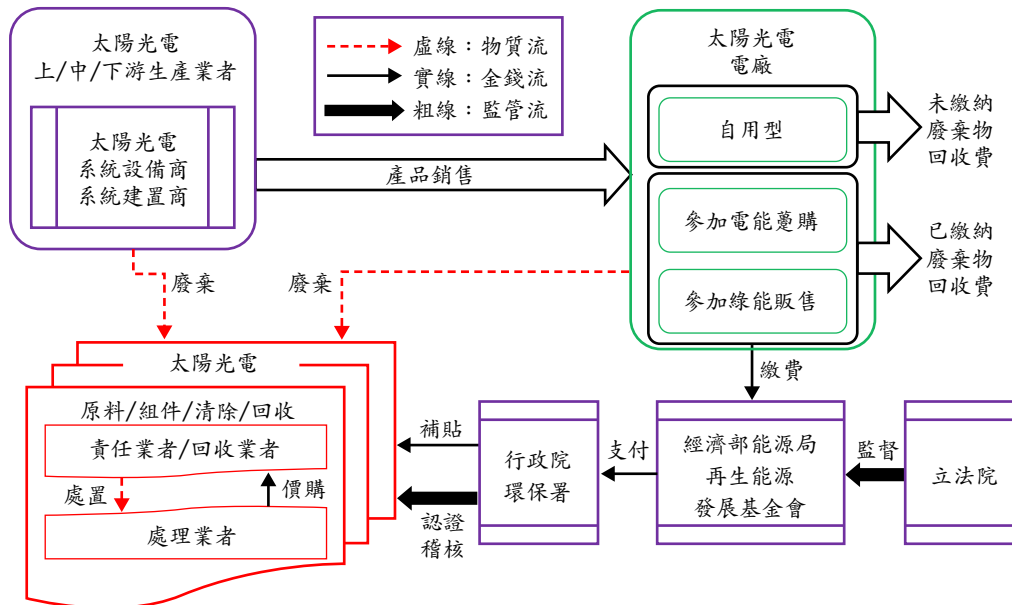 太陽光電
上/中/下游生產業者
太陽光電
系統設備商
系統建置商
虛線：物質流
實線：金錢流
粗線：監管流
產品銷售
太陽光電
電廠
自用型
參加電能躉購
參加綠能販售
未繳納
廢棄物
回收費
已繳納
廢棄物
回收費
廢棄
廢棄
繳費
太陽光電
原料/組件/清除/回收
責任業者/回收業者
處置
價購
處理業者
補貼
認證
稽核
行政院
環保署
支付
經濟部能源局
再生能源
發展基金會
監督
立法院